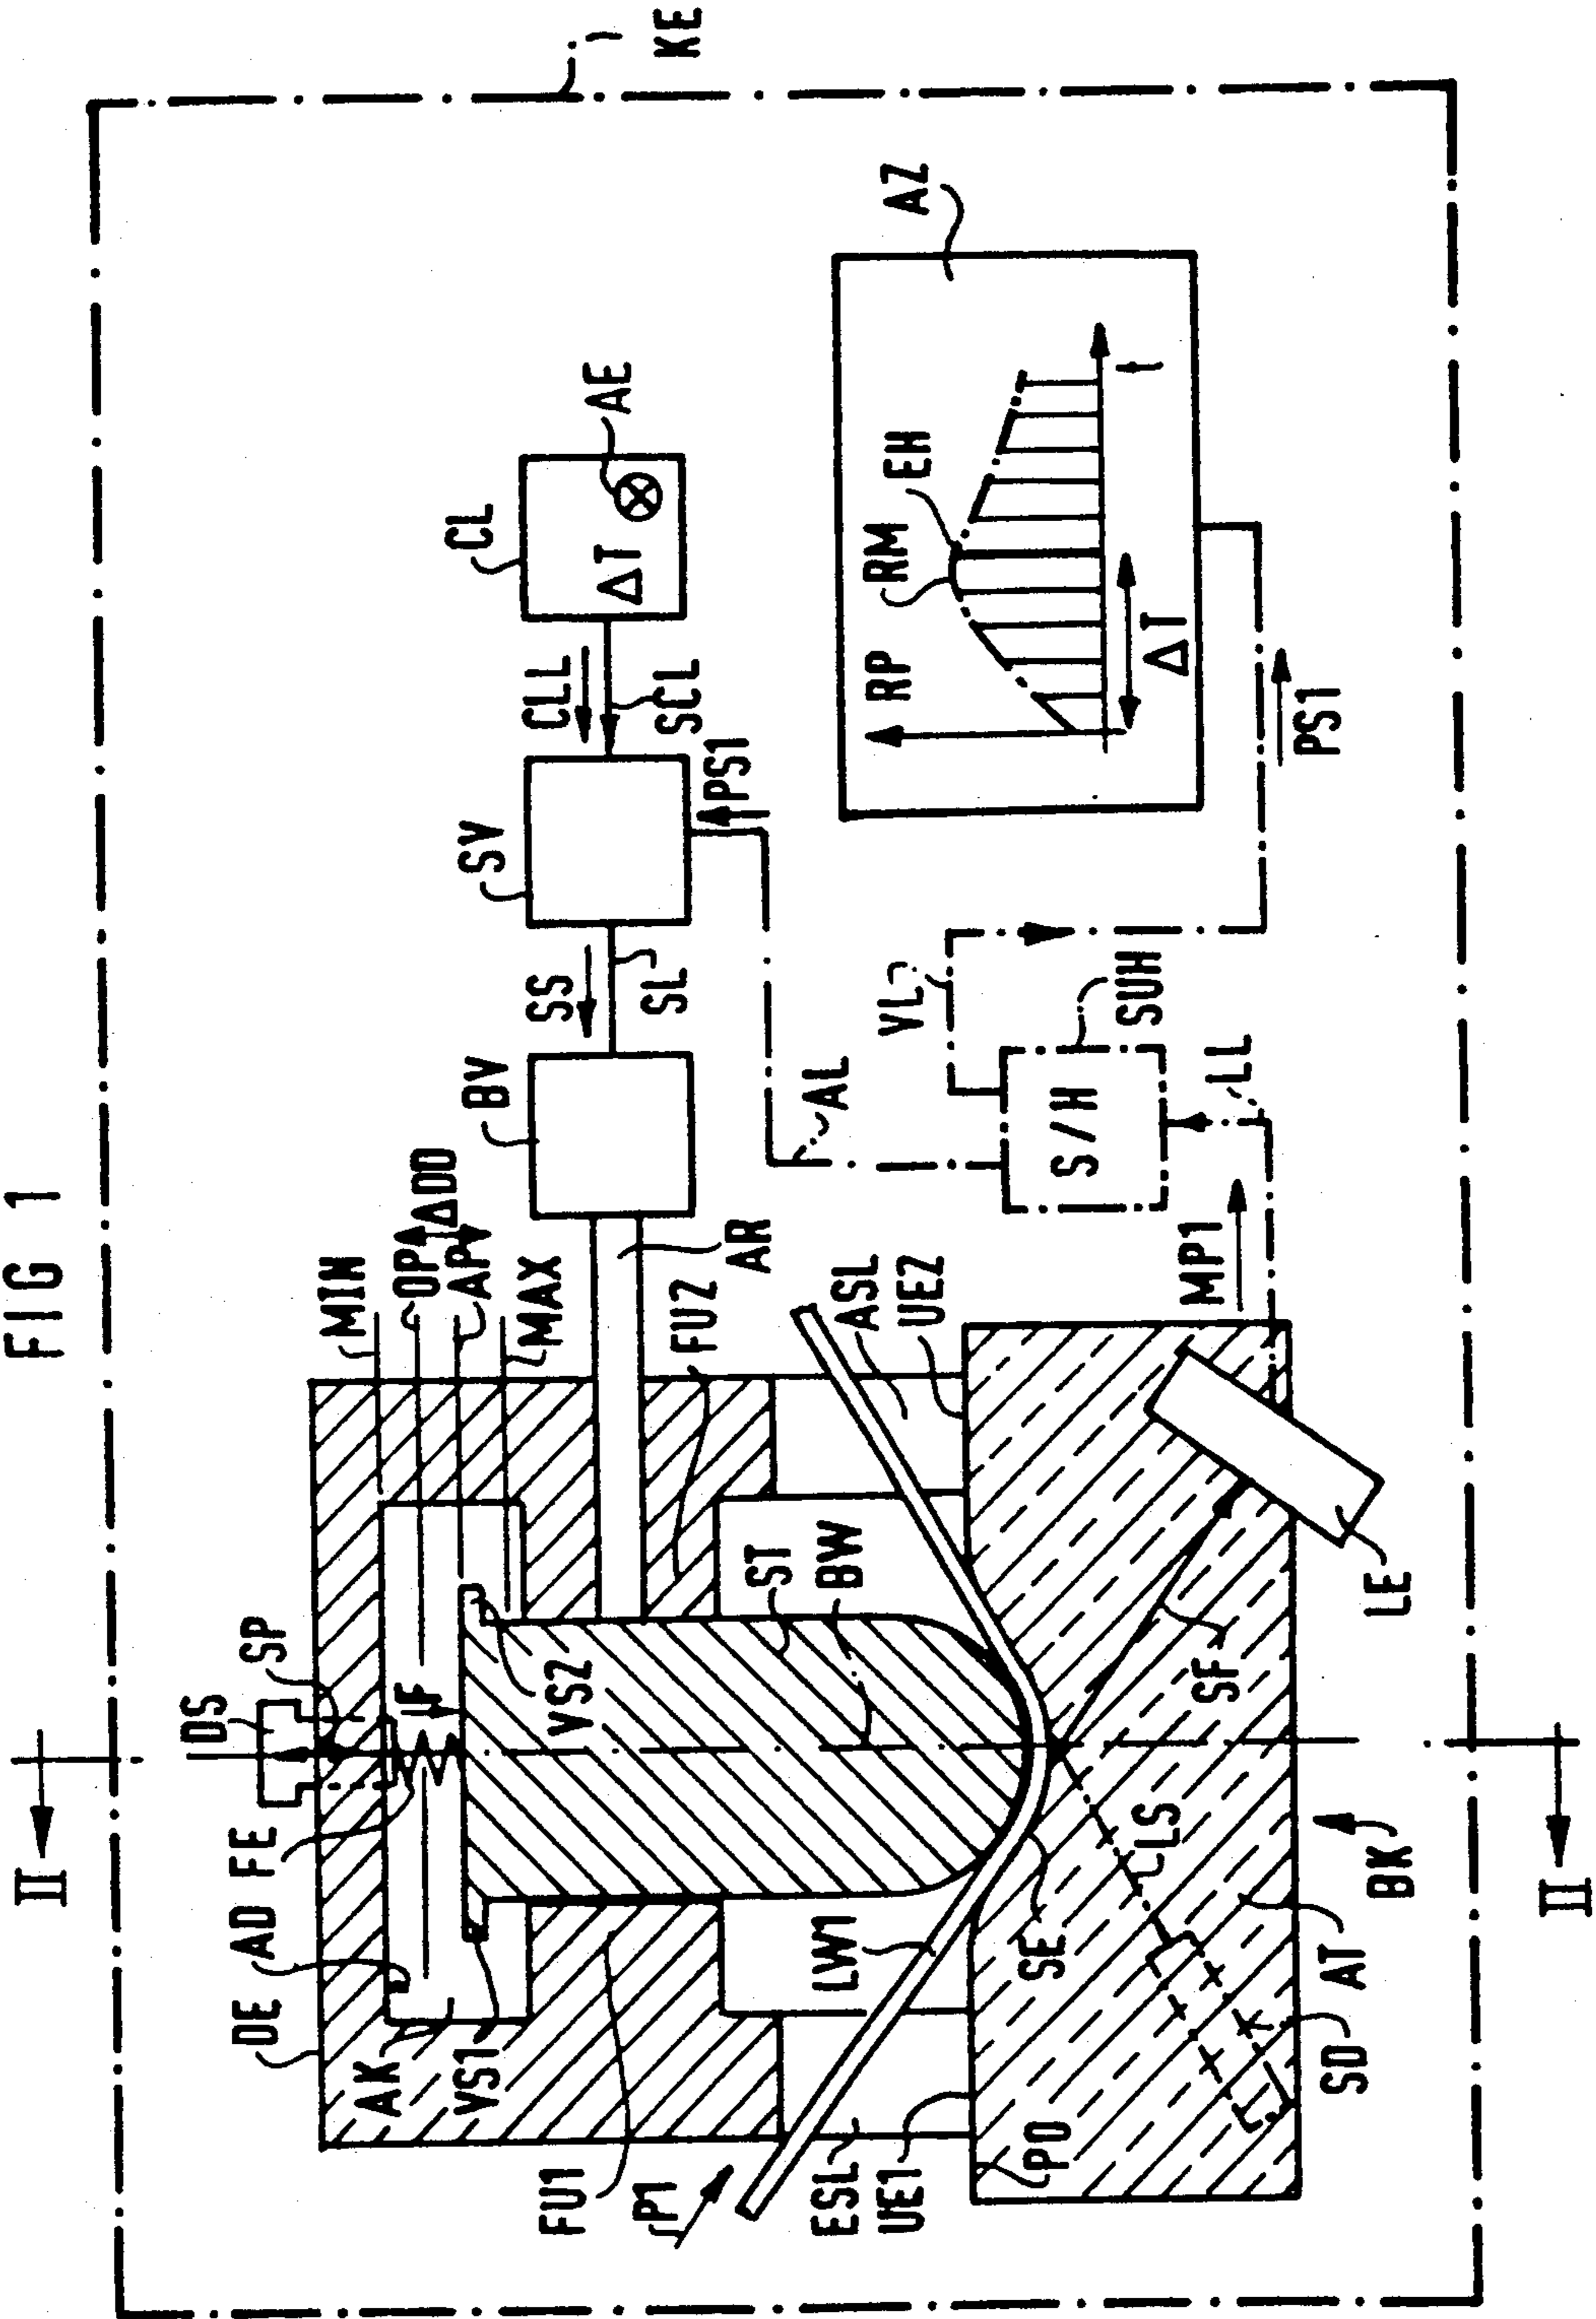 FIG 1
KE
II
DS
SP
MIN
OP
ΔDD
AP
MAX
DE
AD
FE
UF
AK
VS1
VS2
FU1
FU2
AR
BV
SS
SL
SV
CLL
SCL
CL
ΔT
AE
PS1
P1
ST
BW
LW1
ASL
UE2
ESL
UE1
PO
SE
LS
SF
AT
SD
BK
LE
MP1
LL
AL
S/H
SUH
VL
PS1
RP
RM
EH
ΔT
t
AZ
II